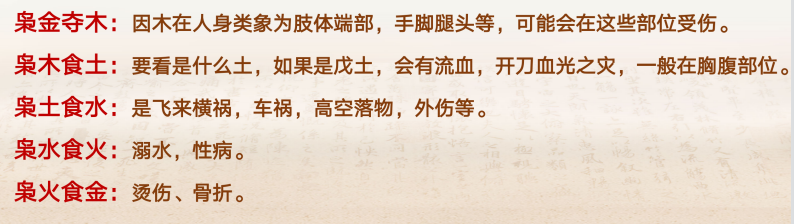 枭金夺木：因木在人身类象为肢体端部，手脚腿头等，可能会在这些部位受伤。
枭木食土：要看是什么土，如果是戊土，会有流血，开刀血光之灾，一般在胸腹部位。
枭土食水：是飞来横祸，车祸，高空落物，外伤等。
枭水食火：溺水，性病。
枭火食金：烫伤、骨折。